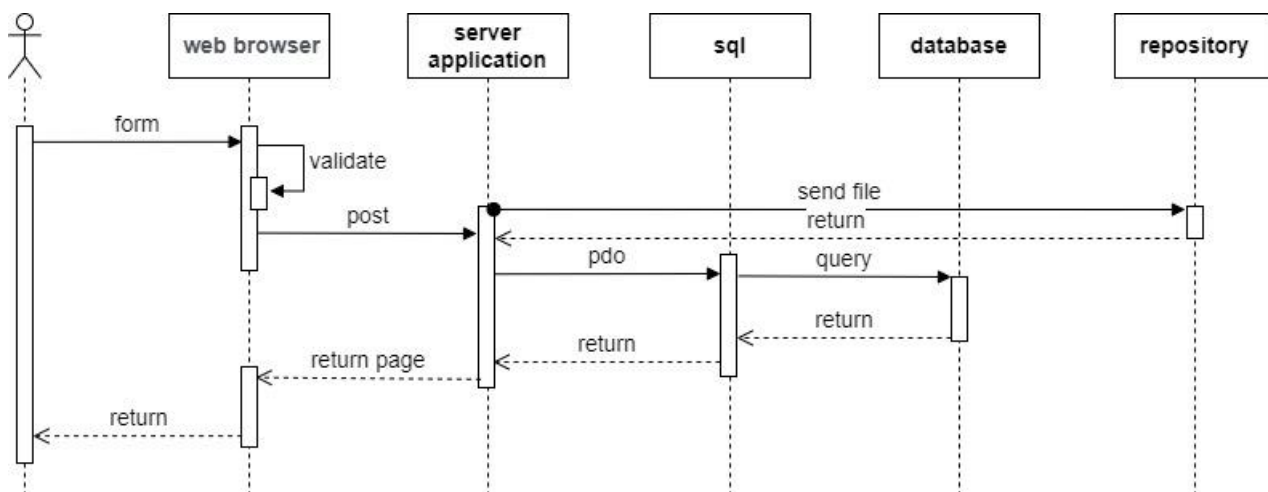 web browser
server
application
sql
database
repository
form
validate
send file
post
return
pdo
query
return
return
return page
return